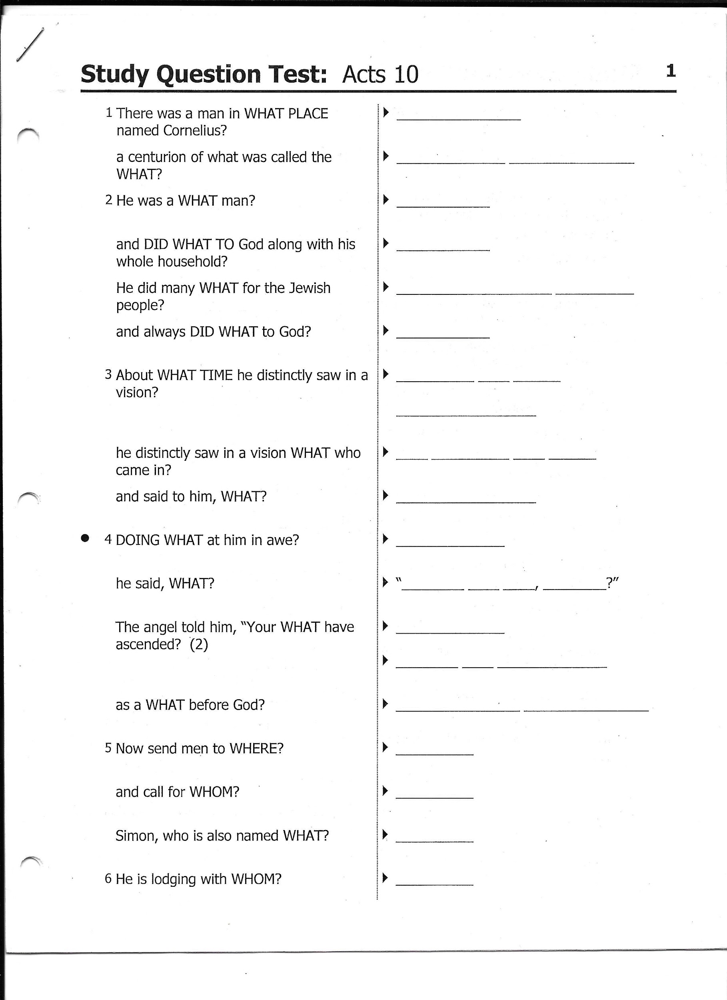 Study Question Test: Acts 10 1
1 There was a man in WHAT PLACE
named Cornelius?
a centurion of what was called the
WHAT?
2 He was a WHAT man?
and DID WHAT TO God along with his
whole household?
He did many WHAT for the Jewish
people?
and always DID WHAT to God?
3 About WHAT TIME he distinctly saw in a
vision?
he distinctly saw in a vision WHAT who
came in?
and said to him, WHAT?
• 4 DOING WHAT at him in awe?
he said, WHAT? "____ ____ ____, ____?"
The angel told him, "Your WHAT have
ascended? (2)
as a WHAT before God?
5 Now send men to WHERE?
and call for WHOM?
Simon, who is also named WHAT?
6 He is lodging with WHOM?